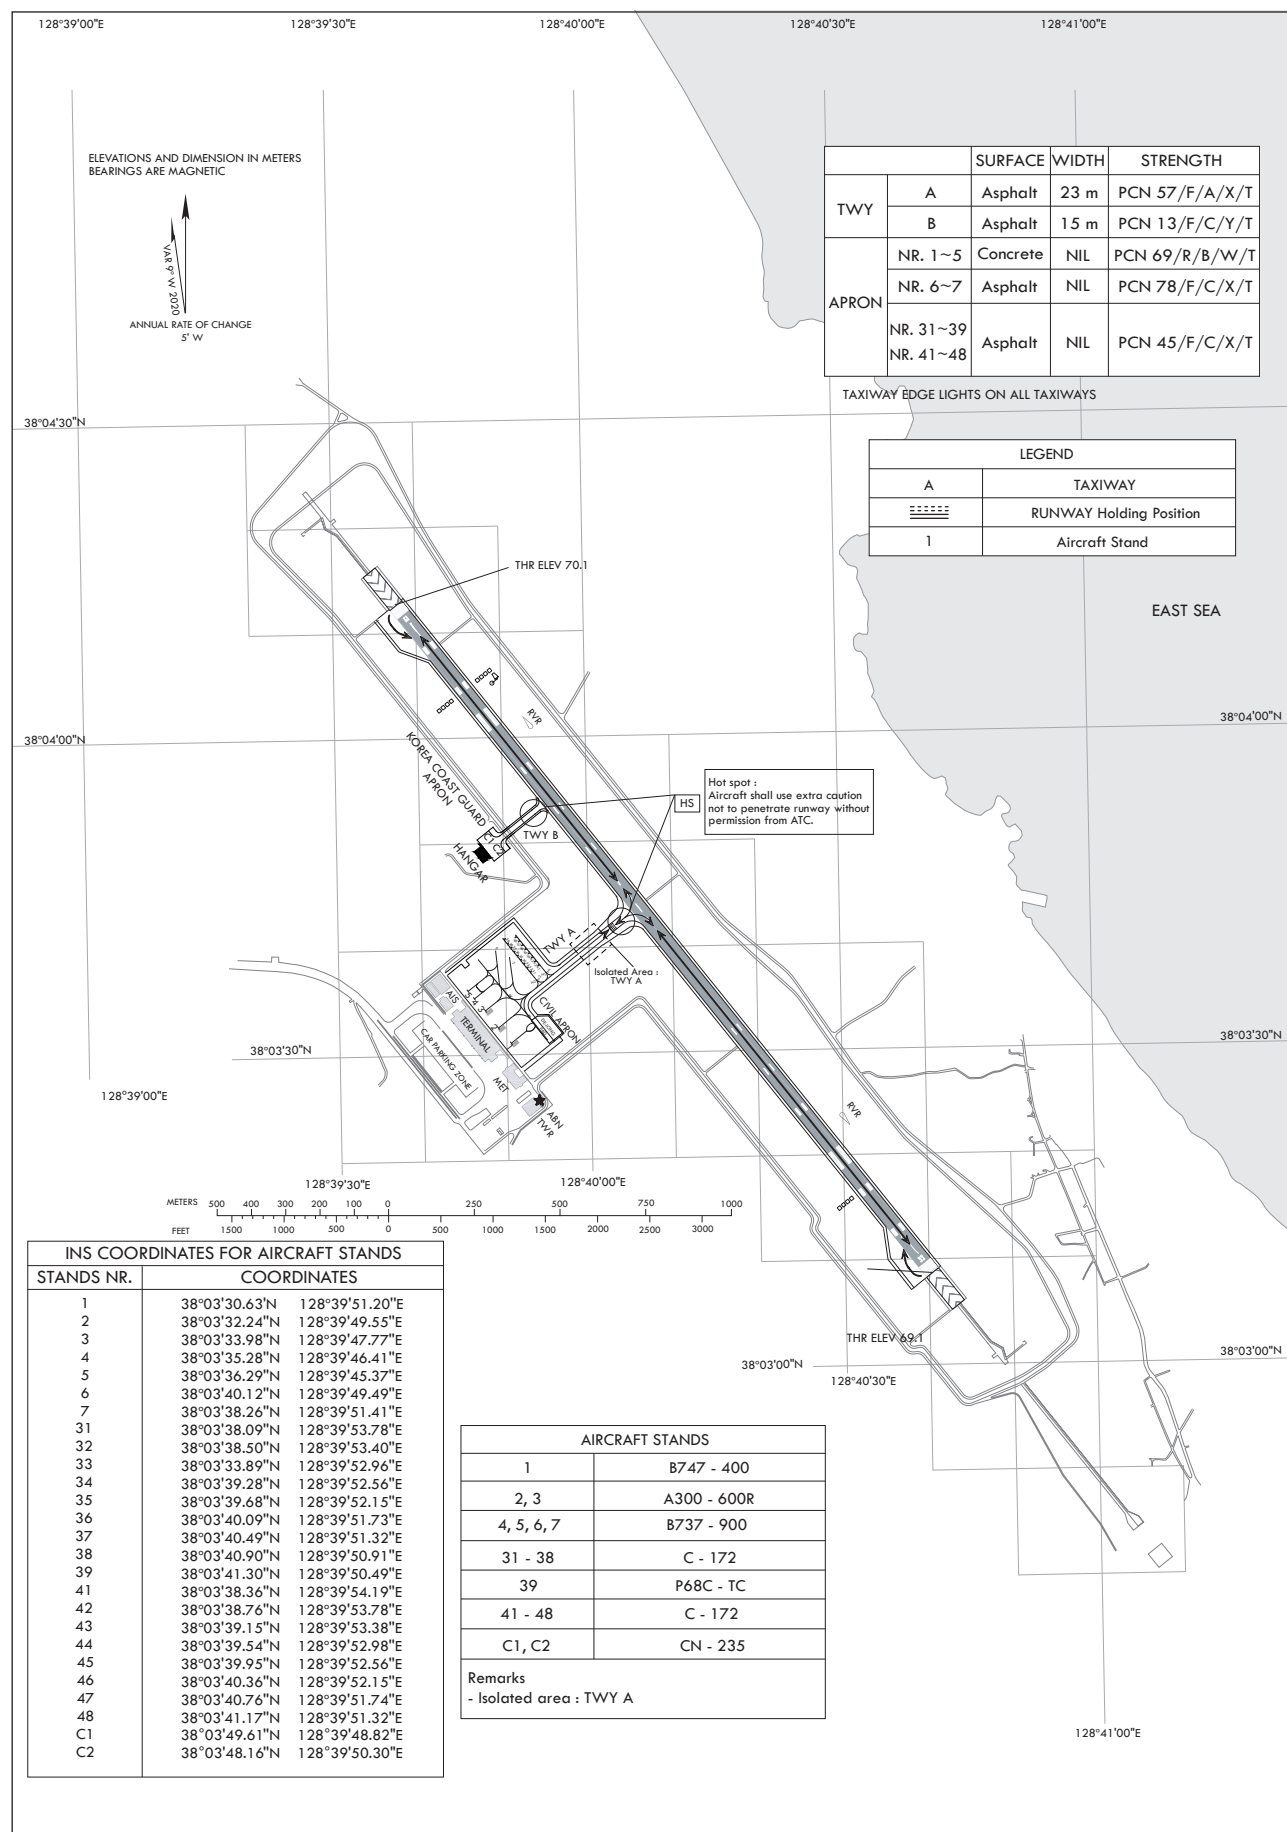 128°39'00"E 128°39'30"E 128°40'00"E 128°40'30"E 128°41'00"E
ELEVATIONS AND DIMENSION IN METERS
BEARINGS ARE MAGNETIC
VAR 9° W 2020
ANNUAL RATE OF CHANGE
5' W
SURFACE WIDTH STRENGTH
TWY
A Asphalt 23 m PCN 57/F/A/X/T
B Asphalt 15 m PCN 13/F/C/Y/T
APRON
NR. 1~5 Concrete NIL PCN 69/R/B/W/T
NR. 6~7 Asphalt NIL PCN 78/F/C/X/T
NR. 31~39
NR. 41~48
Asphalt NIL PCN 45/F/C/X/T
TAXIWAY EDGE LIGHTS ON ALL TAXIWAYS
38°04'30"N
LEGEND
A TAXIWAY
RUNWAY Holding Position
1 Aircraft Stand
THR ELEV 70.1
EAST SEA
RVR
38°04'00"N
38°04'00"N
KOREA COAST GUARD
APRON
Hot spot :
Aircraft shall use extra caution
not to penetrate runway without
permission from ATC.
HS
TWY B
C1 C2
HANGAR
TWY A
Isolated Area :
TWY A
CIVIL APRON
5 4 3
2
1
AIS
TERMINAL
CAR PARKING ZONE
MET
ABN
TWR
38°03'30"N
38°03'30"N
RVR
128°39'00"E
128°39'30"E
128°40'00"E
METERS 500 400 300 200 100 0 250 500 750 1000
FEET 1500 1000 500 0 500 1000 1500 2000 2500 3000
THR ELEV 69.1
38°03'00"N
38°03'00"N
128°40'30"E
INS COORDINATES FOR AIRCRAFT STANDS
STANDS NR. COORDINATES
1 38°03'30.63'N 128°39'51.20"E
2 38°03'32.24"N 128°39'49.55"E
3 38°03'33.98"N 128°39'47.77"E
4 38°03'35.28"N 128°39'46.41"E
5 38°03'36.29"N 128°39'45.37"E
6 38°03'40.12"N 128°39'49.49"E
7 38°03'38.26"N 128°39'51.41"E
31 38°03'38.09"N 128°39'53.78"E
32 38°03'38.50"N 128°39'53.40"E
33 38°03'33.89"N 128°39'52.96"E
34 38°03'39.28"N 128°39'52.56"E
35 38°03'39.68"N 128°39'52.15"E
36 38°03'40.09"N 128°39'51.73"E
37 38°03'40.49"N 128°39'51.32"E
38 38°03'40.90"N 128°39'50.91"E
39 38°03'41.30"N 128°39'50.49"E
41 38°03'38.36"N 128°39'54.19"E
42 38°03'38.76"N 128°39'53.78"E
43 38°03'39.15"N 128°39'53.38"E
44 38°03'39.54"N 128°39'52.98"E
45 38°03'39.95"N 128°39'52.56"E
46 38°03'40.36"N 128°39'52.15"E
47 38°03'40.76"N 128°39'51.74"E
48 38°03'41.17"N 128°39'51.32"E
C1 38°03'49.61"N 128°39'48.82"E
C2 38°03'48.16"N 128°39'50.30"E
AIRCRAFT STANDS
1 B747 - 400
2, 3 A300 - 600R
4, 5, 6, 7 B737 - 900
31 - 38 C - 172
39 P68C - TC
41 - 48 C - 172
C1, C2 CN - 235
Remarks
- Isolated area : TWY A
128°41'00"E